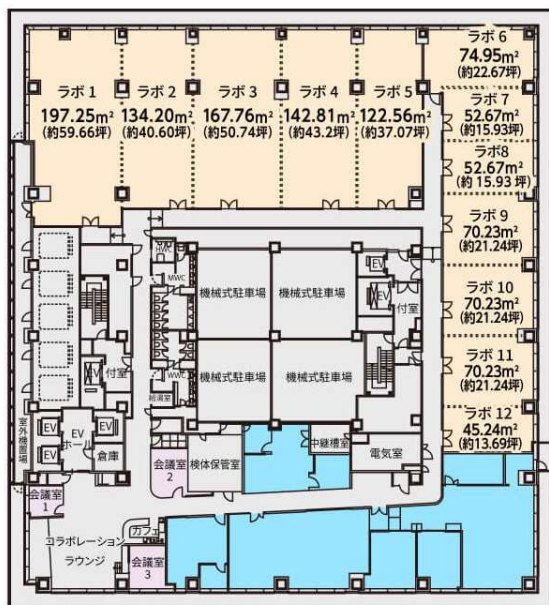 ラボ 1
197.25m²
(約59.66坪)
ラボ 2
134.20m²
(約40.60坪)
ラボ 3
167.76m²
(約50.74坪)
ラボ 4
142.81m²
(約43.2坪)
ラボ 5
122.56m²
(約37.07坪)
ラボ 6
74.95m²
(約22.67坪)
ラボ 7
52.67m²
(約15.93坪)
ラボ8
52.67m²
(約 15.93 坪)
ラボ 9
70.23m²
(約21.24坪)
ラボ 10
70.23m²
(約21.24坪)
ラボ 11
70.23m²
(約21.24坪)
ラボ 12
45.24m²
(約13.69坪)
HWC
MWC
WWC
給湯室
機械式駐車場
機械式駐車場
機械式駐車場
機械式駐車場
EV
EV
付室
EV
付室
EV
EV
EV
EV
ホール
倉庫
室外機置場
会議室
1
会議室
2
検体保管室
中継槽室
電気室
カフェ
コラボレーション
ラウンジ
会議室
3